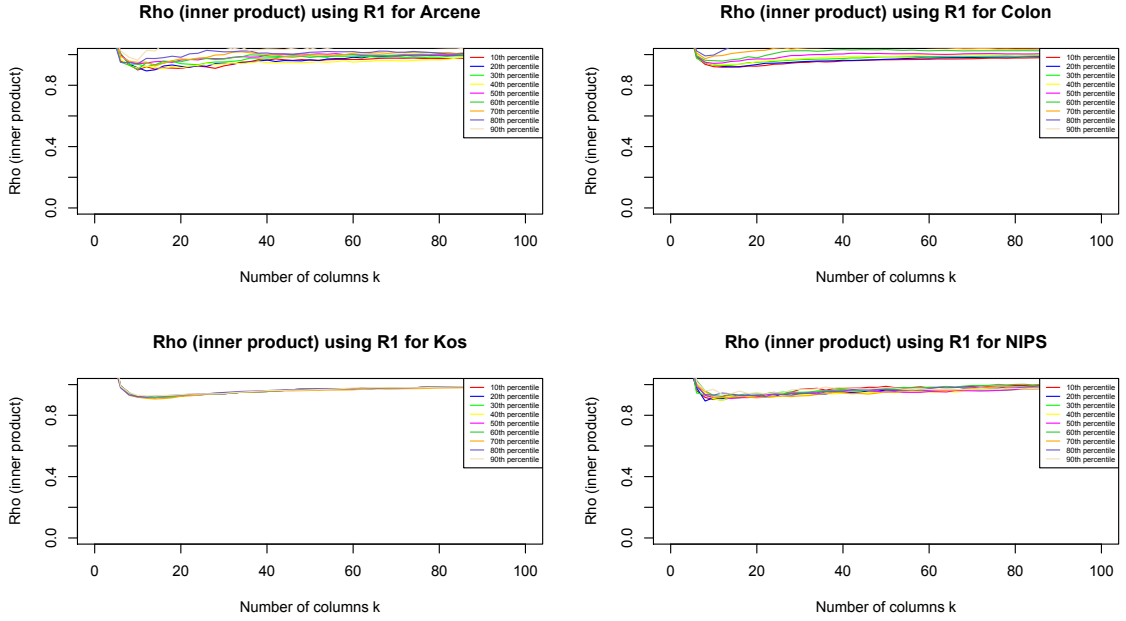 Rho (inner product) using R1 for Arcene
Rho (inner product)
0.8
0.4
0.0
10th percentile
20th percentile
30th percentile
40th percentile
50th percentile
60th percentile
70th percentile
80th percentile
90th percentile
0 20 40 60 80 100
Number of columns k
Rho (inner product) using R1 for Colon
Rho (inner product)
0.8
0.4
0.0
10th percentile
20th percentile
30th percentile
40th percentile
50th percentile
60th percentile
70th percentile
80th percentile
90th percentile
0 20 40 60 80 100
Number of columns k
Rho (inner product) using R1 for Kos
Rho (inner product)
0.8
0.4
0.0
10th percentile
20th percentile
30th percentile
40th percentile
50th percentile
60th percentile
70th percentile
80th percentile
90th percentile
0 20 40 60 80 100
Number of columns k
Rho (inner product) using R1 for NIPS
Rho (inner product)
0.8
0.4
0.0
10th percentile
20th percentile
30th percentile
40th percentile
50th percentile
60th percentile
70th percentile
80th percentile
90th percentile
0 20 40 60 80 100
Number of columns k